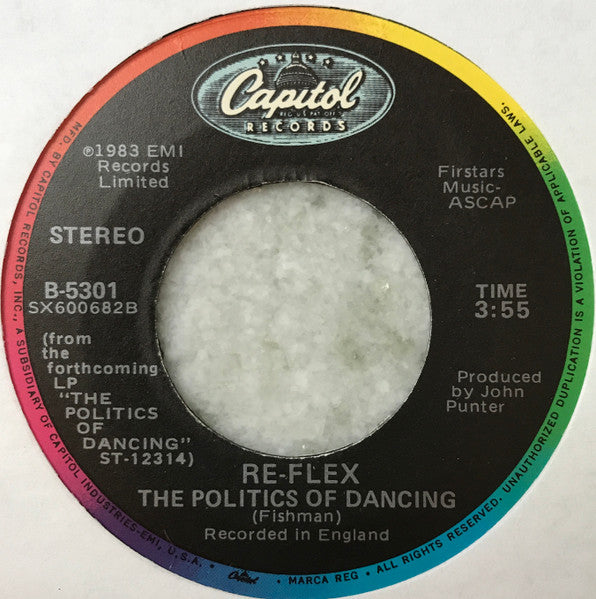 Capitol
REG. U.S. PAT. OFF.
RECORDS
℗1983 EMI
Records
Limited
Firstars
Music-
ASCAP
STEREO
B-5301
SX600682B
TIME
3:55
(from
the
forthcoming
LP
"THE
POLITICS
OF
DANCING"
ST-12314)
Produced
by John
Punter
RE-FLEX
THE POLITICS OF DANCING
(Fishman)
Recorded in England
MFD. BY CAPITOL RECORDS, INC., A SUBSIDIARY OF CAPITOL INDUSTRIES-EMI, U.S.A. • Capitol • MARCA REG • ALL RIGHTS RESERVED. UNAUTHORIZED DUPLICATION IS A VIOLATION OF APPLICABLE LAWS.